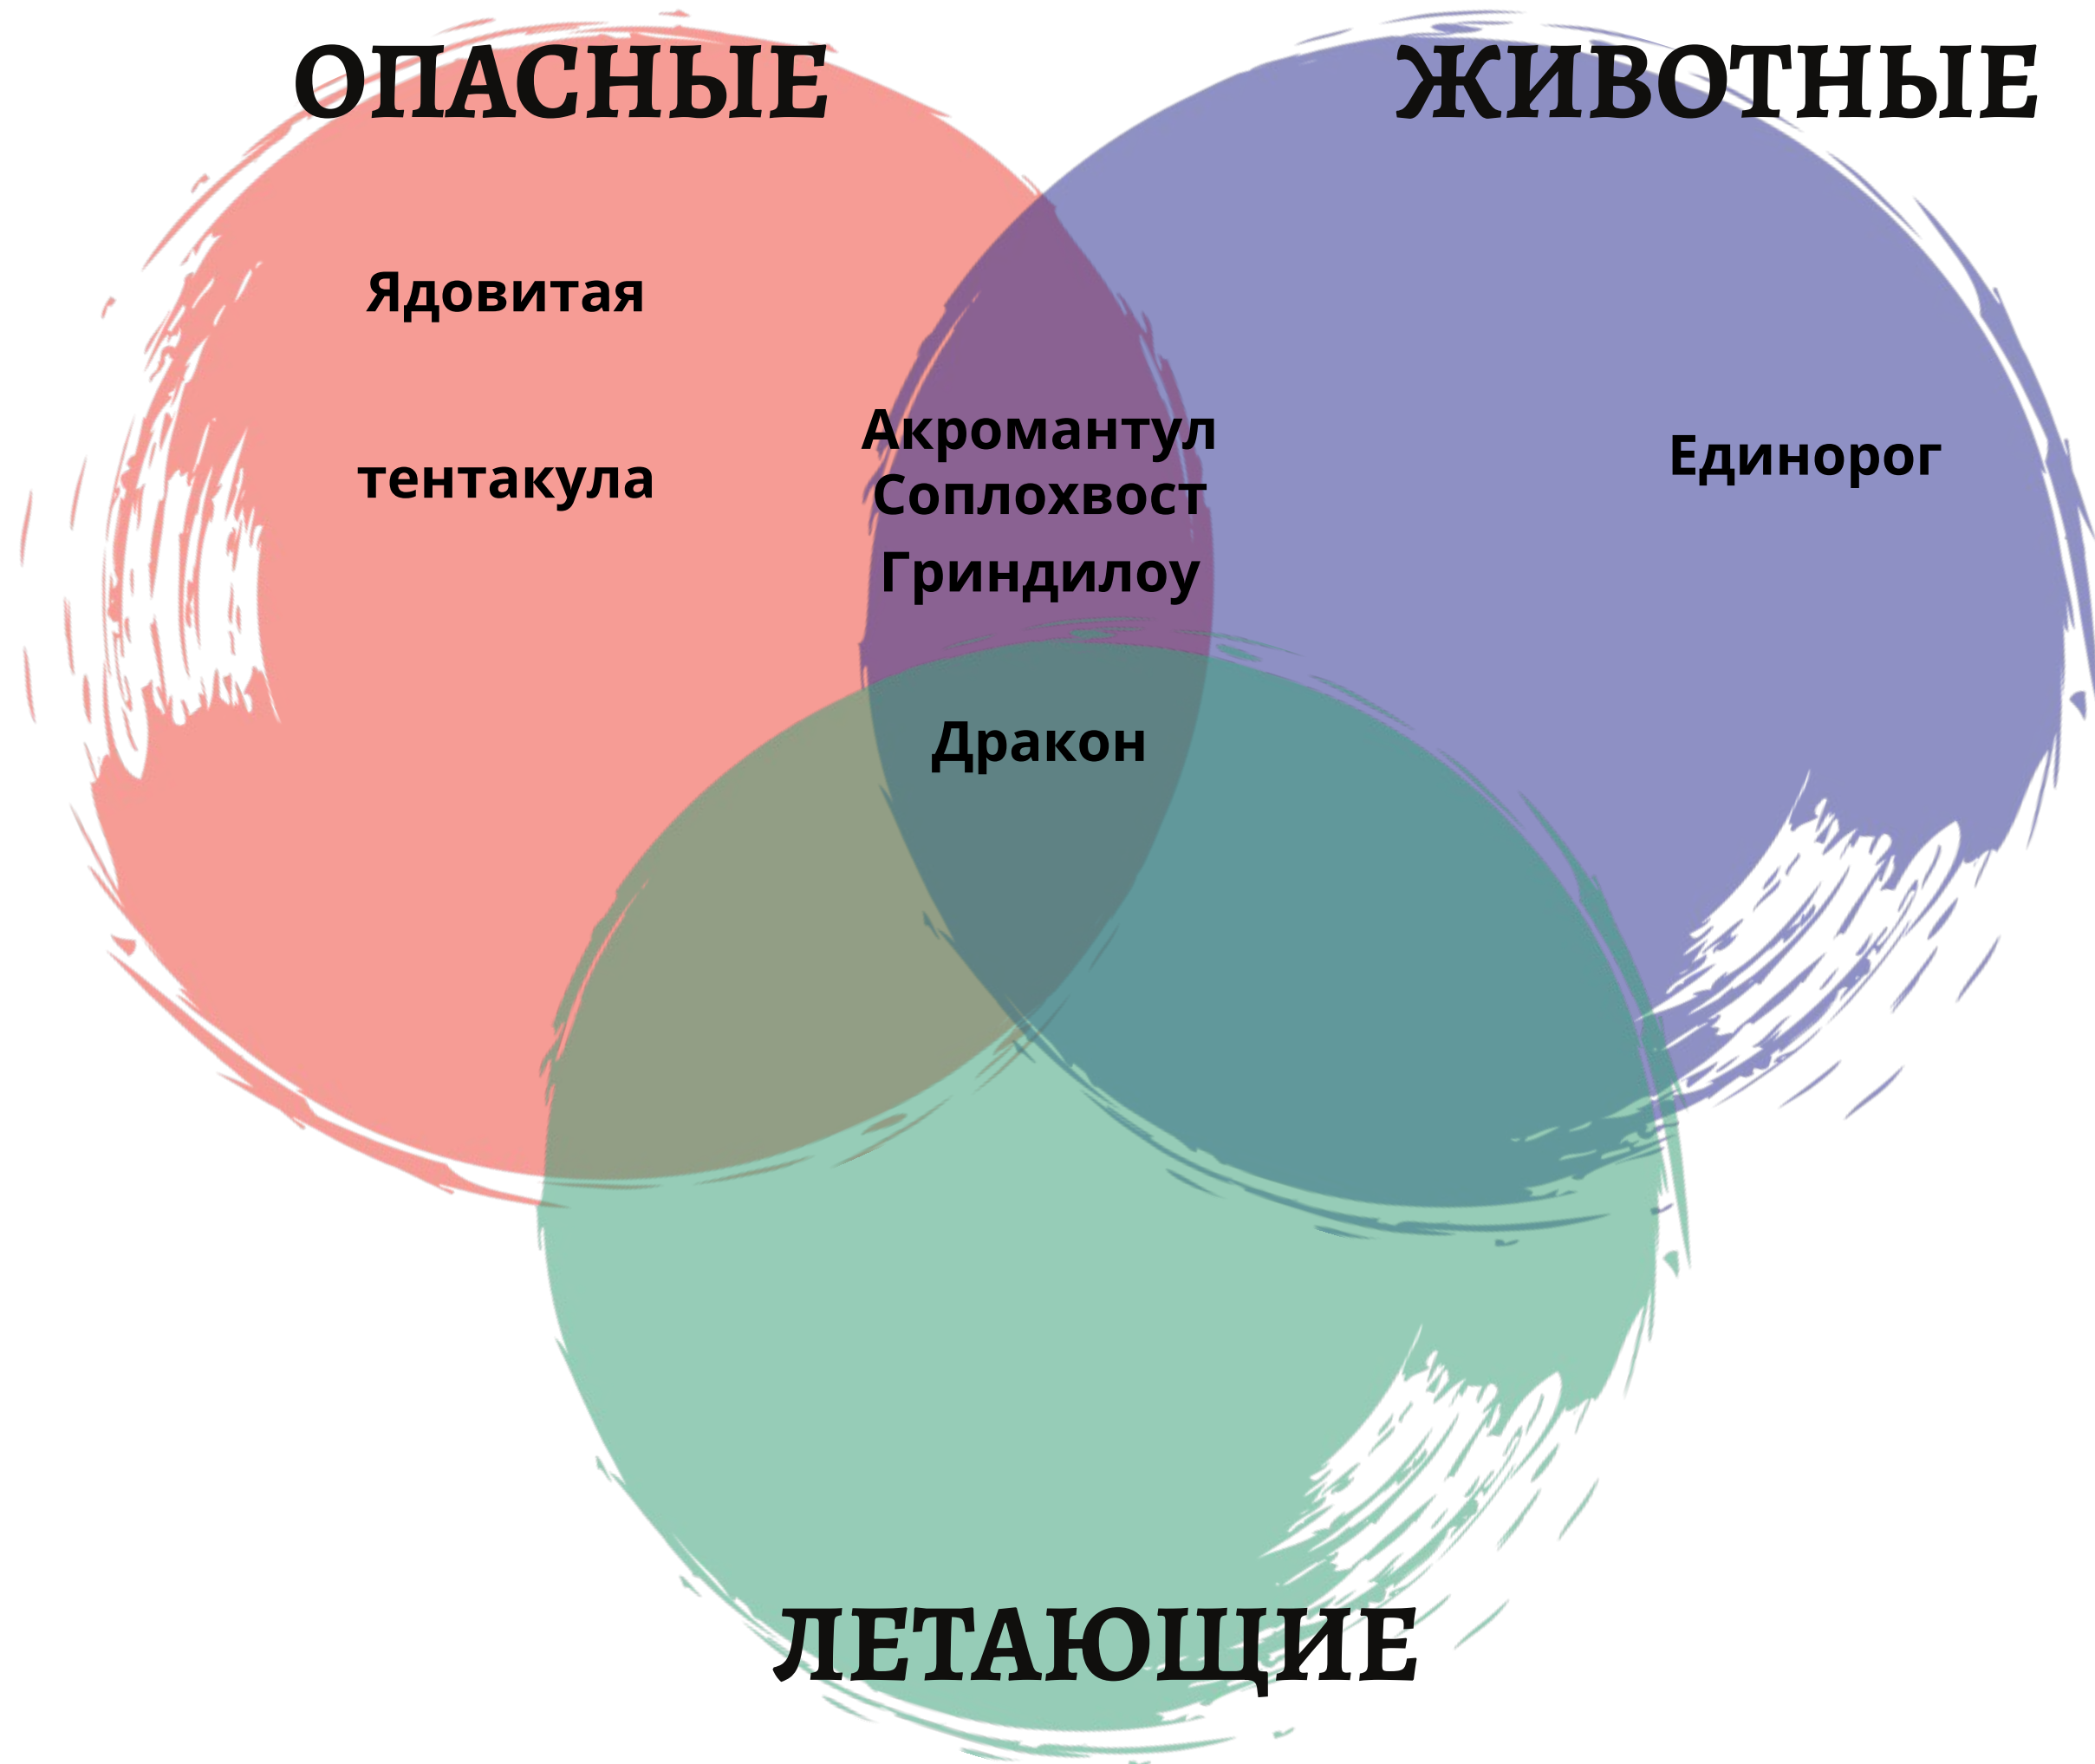 ОПАСНЫЕ
ЖИВОТНЫЕ
Ядовитая
тентакула
Акромантул
Соплохвост
Гриндилоу
Единорог
Дракон
ЛЕТАЮЩИЕ